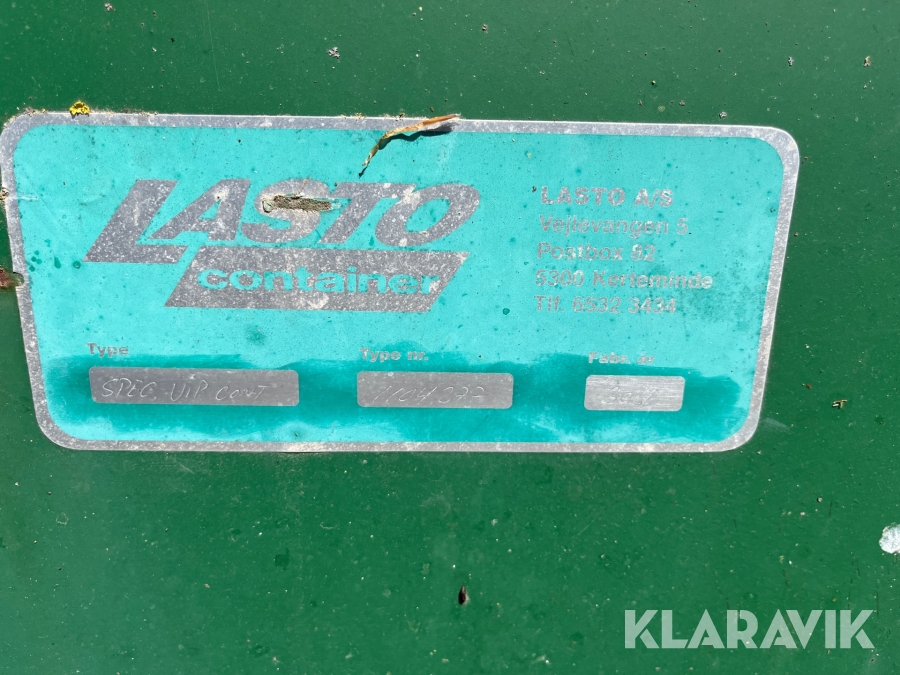 LASTO
container
LASTO A/S
Vejlevangen 5
Postbox 92
5300 Kerteminde
Tlf. 6532 3434
Type
SPEC. VIP CONT
Type nr.
Fabr. år
KLARAVIK